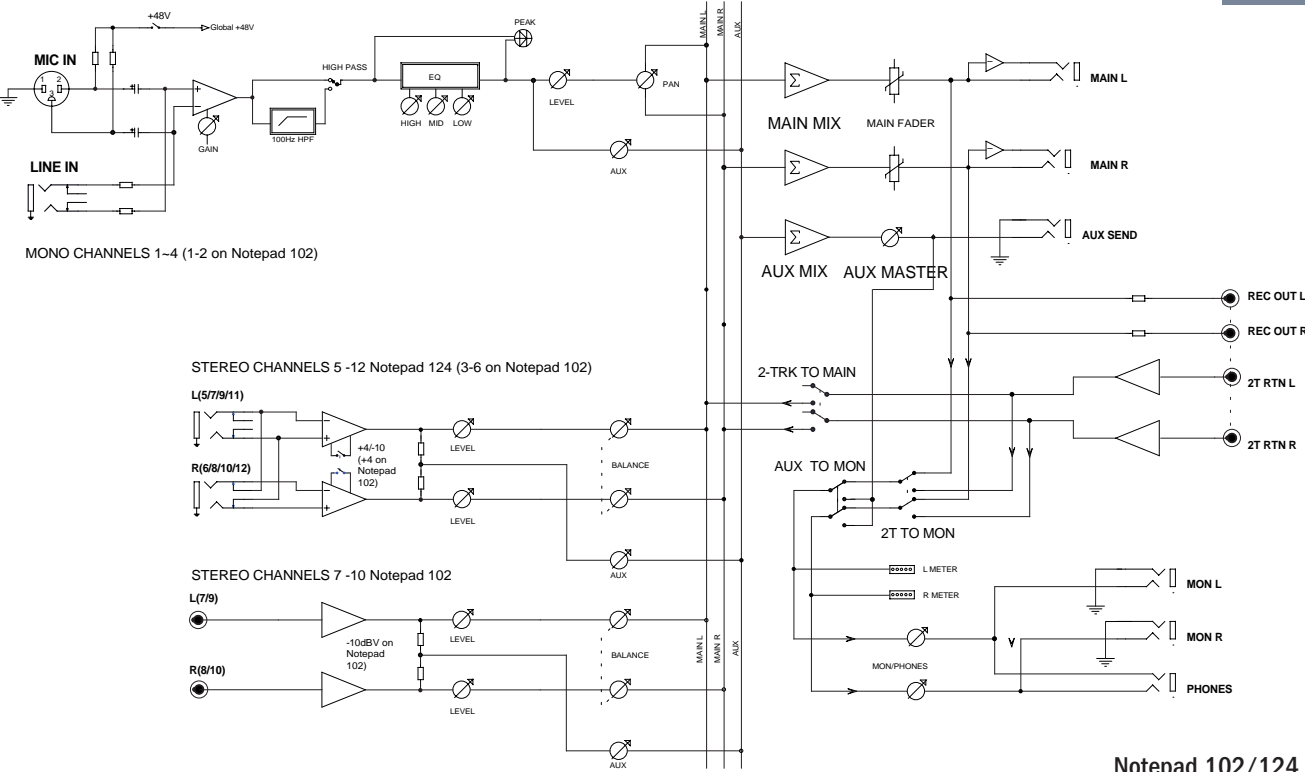 +48V
Global +48V
MIC IN
1 2
3
+
−
GAIN
HIGH PASS
100Hz HPF
EQ
HIGH MID LOW
PEAK
LEVEL
PAN
AUX
LINE IN
MONO CHANNELS 1~4 (1-2 on Notepad 102)
MAIN L
MAIN R
AUX
Σ
MAIN MIX
MAIN FADER
MAIN L
Σ
MAIN R
Σ
AUX MIX
AUX MASTER
AUX SEND
REC OUT L
REC OUT R
2T RTN L
2T RTN R
2-TRK TO MAIN
AUX TO MON
2T TO MON
L METER
R METER
MON/PHONES
MON L
MON R
PHONES
STEREO CHANNELS 5 -12 Notepad 124 (3-6 on Notepad 102)
L(5/7/9/11)
R(6/8/10/12)
−
+
+4/-10
(+4 on
Notepad
102)
−
+
LEVEL
LEVEL
BALANCE
AUX
STEREO CHANNELS 7 -10 Notepad 102
L(7/9)
R(8/10)
-10dBV on
Notepad
102)
LEVEL
LEVEL
BALANCE
AUX
MAIN L
MAIN R
AUX
Notepad 102/124